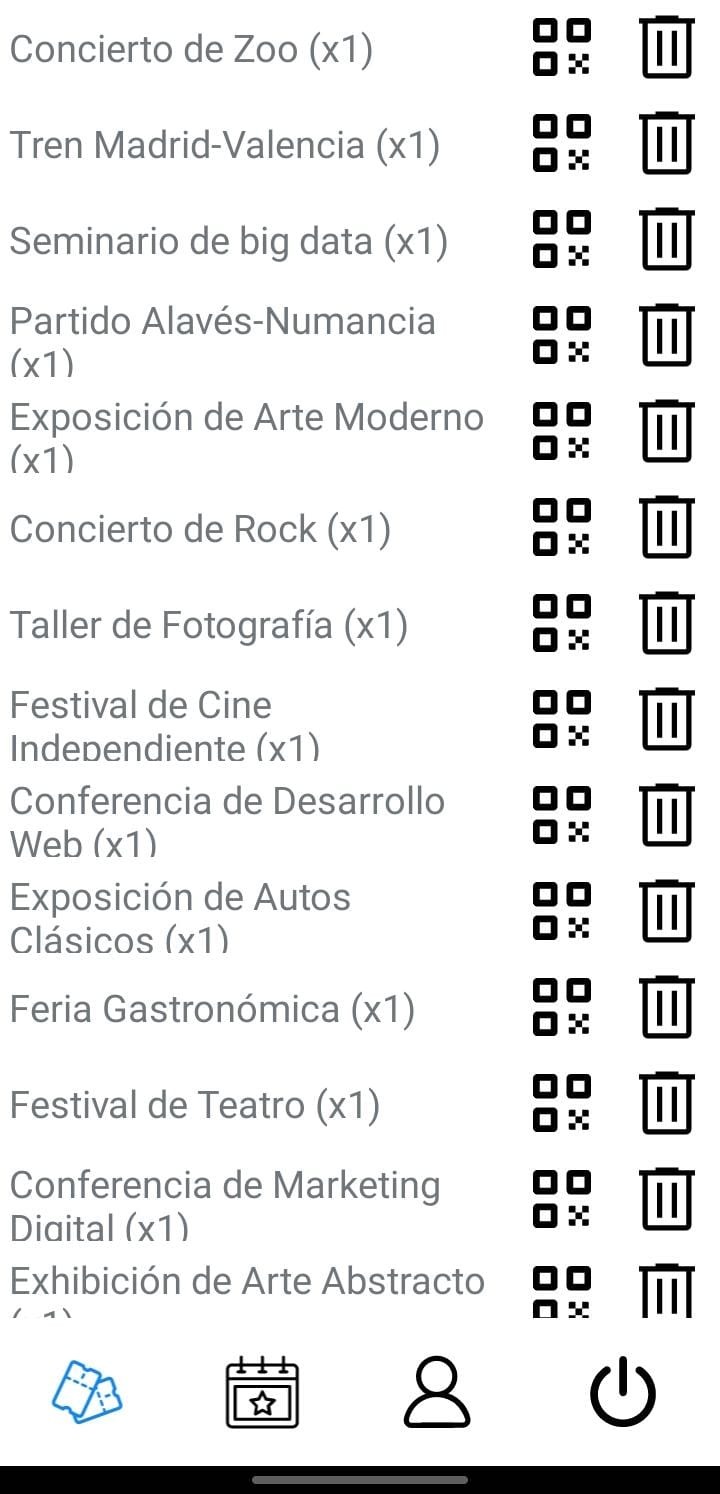 Concierto de Zoo (x1)
Tren Madrid-Valencia (x1)
Seminario de big data (x1)
Partido Alavés-Numancia
(x1)
Exposición de Arte Moderno
(x1)
Concierto de Rock (x1)
Taller de Fotografía (x1)
Festival de Cine
Independiente (x1)
Conferencia de Desarrollo
Web (x1)
Exposición de Autos
Clásicos (x1)
Feria Gastronómica (x1)
Festival de Teatro (x1)
Conferencia de Marketing
Digital (x1)
Exhibición de Arte Abstracto